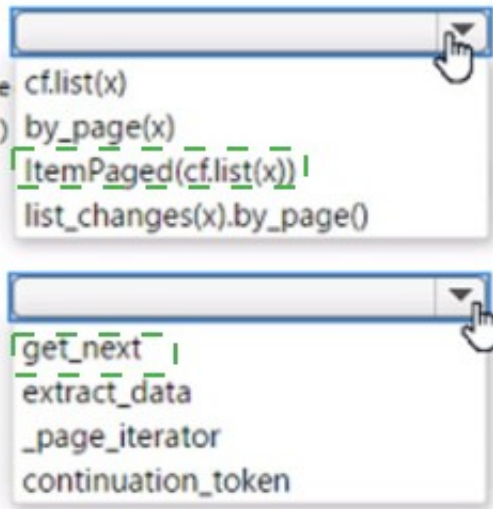 e cf.list(x)
) by_page(x)
ItemPaged(cf.list(x))
list_changes(x).by_page()
get_next
extract_data
_page_iterator
continuation_token